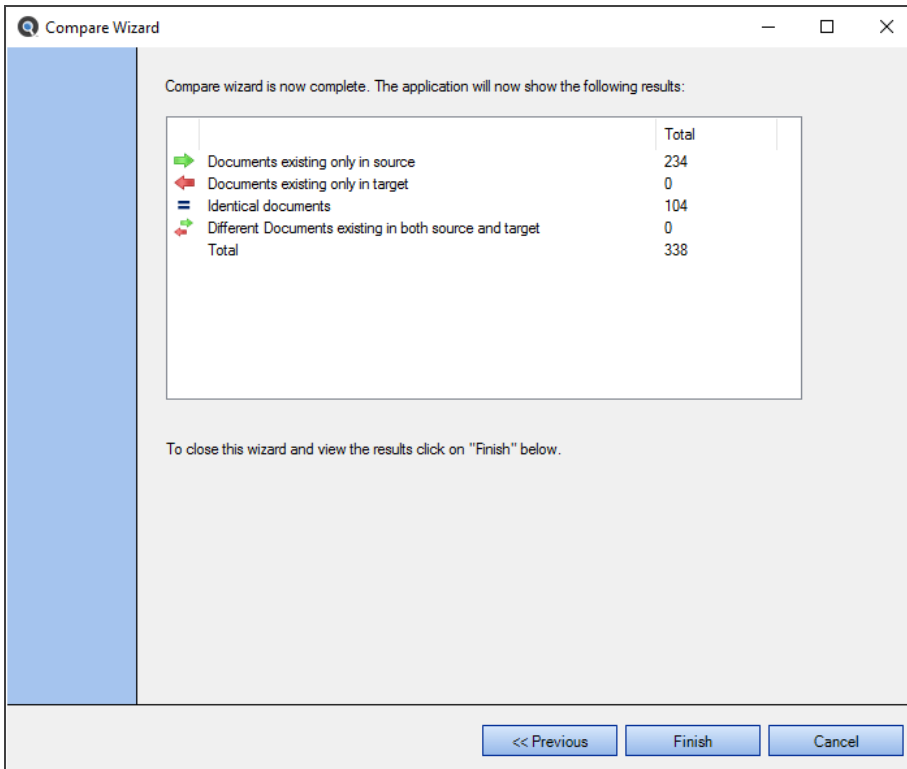 Compare Wizard
Compare wizard is now complete. The application will now show the following results:
Total
Documents existing only in source 234
Documents existing only in target 0
Identical documents 104
Different Documents existing in both source and target 0
Total 338
To close this wizard and view the results click on "Finish" below.
<< Previous Finish Cancel